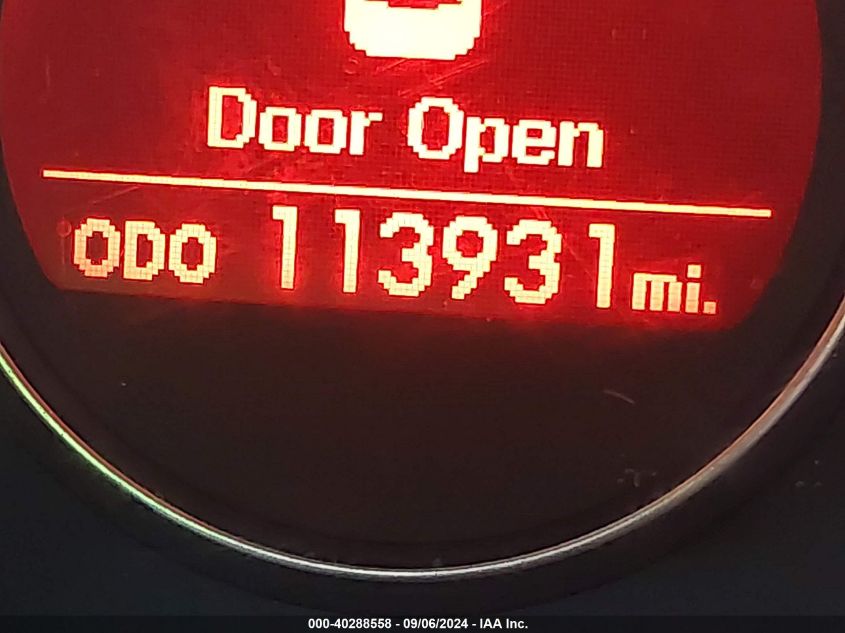 Door Open
ODO 113931 mi.
000-40288558 - 09/06/2024 - IAA Inc.